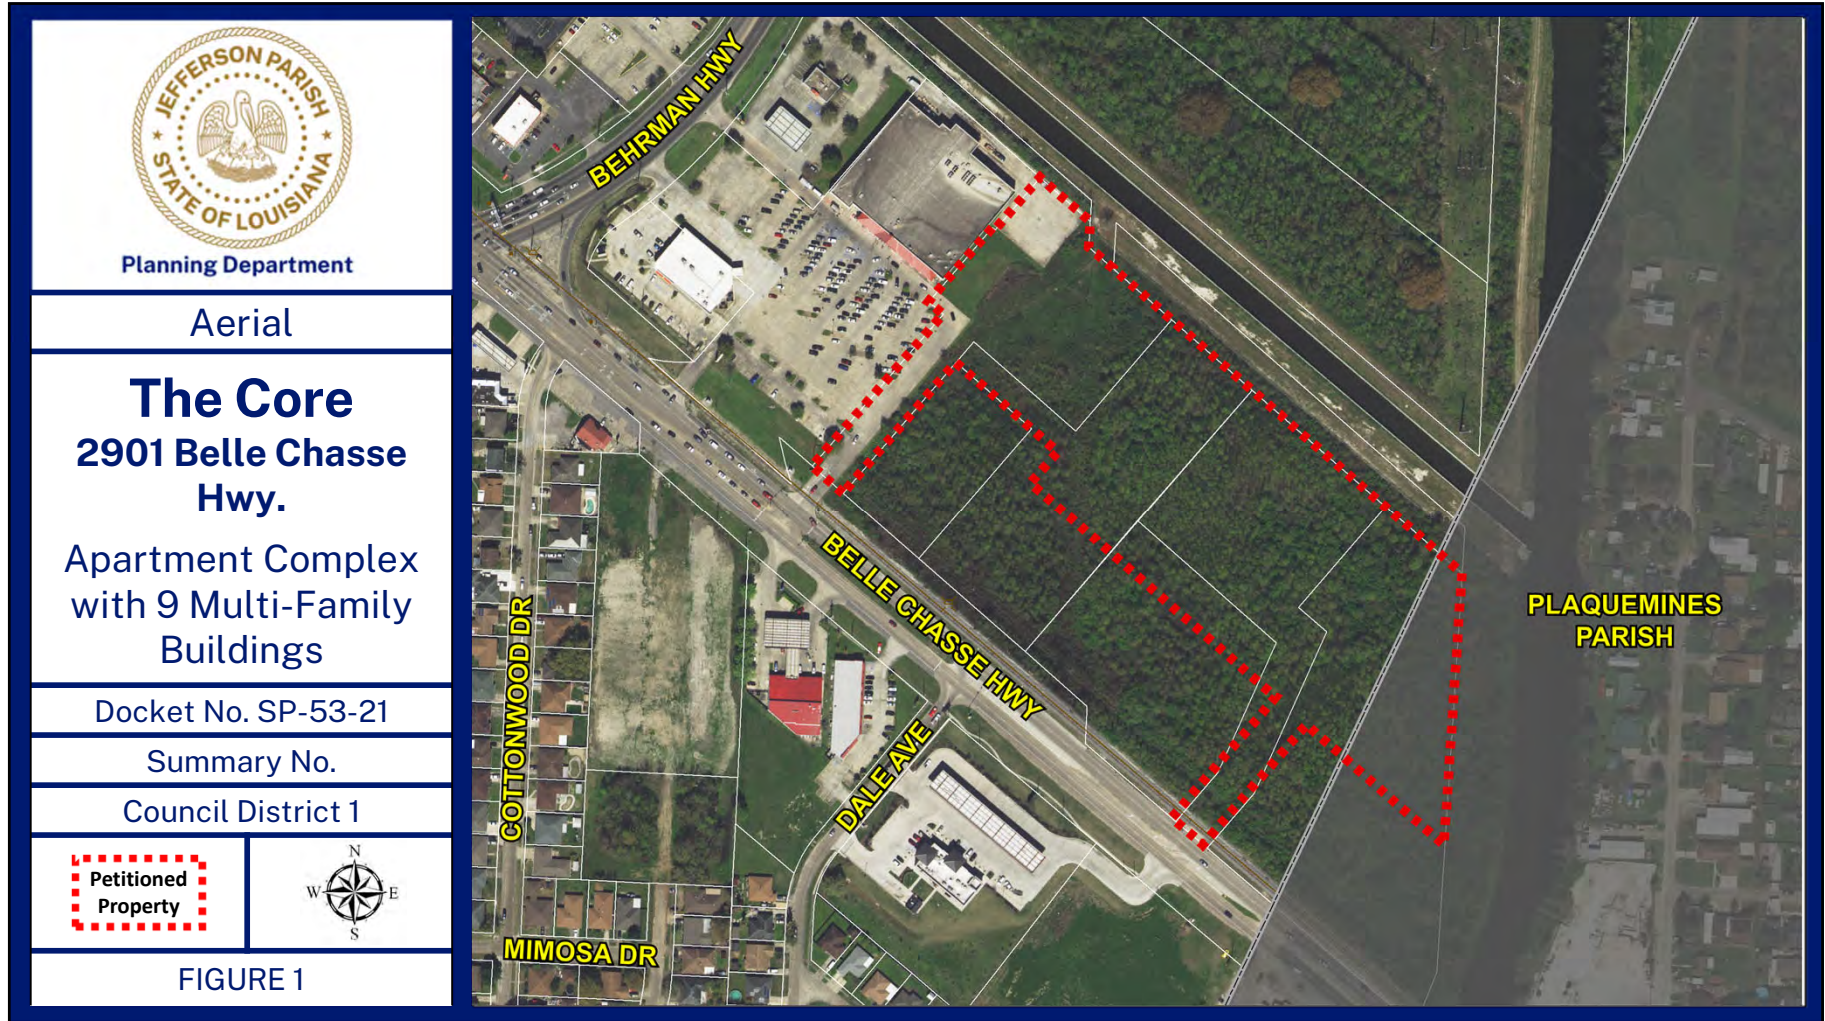 JEFFERSON PARISH
STATE OF LOUISIANA
Planning Department
Aerial
The Core
2901 Belle Chasse
Hwy.
Apartment Complex
with 9 Multi-Family
Buildings
Docket No. SP-53-21
Summary No.
Council District 1
Petitioned
Property
N
W E
S
FIGURE 1
BEHRMAN HWY
BELLE CHASSE HWY
COTTONWOOD DR
DALE AVE
MIMOSA DR
PLAQUEMINES
PARISH